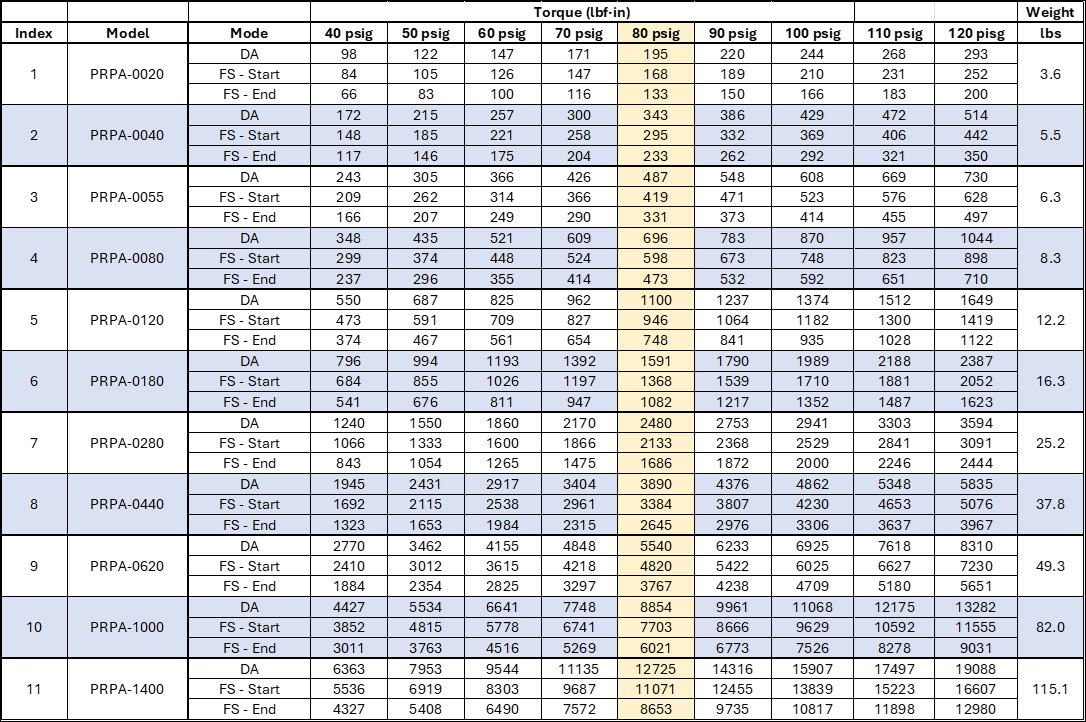 Torque (lbf·in) Weight
Index Model Mode 40 psig 50 psig 60 psig 70 psig 80 psig 90 psig 100 psig 110 psig 120 pisg lbs
DA 98 122 147 171 195 220 244 268 293
1 PRPA-0020 FS - Start 84 105 126 147 168 189 210 231 252 3.6
FS - End 66 83 100 116 133 150 166 183 200
DA 172 215 257 300 343 386 429 472 514
2 PRPA-0040 FS - Start 148 185 221 258 295 332 369 406 442 5.5
FS - End 117 146 175 204 233 262 292 321 350
DA 243 305 366 426 487 548 608 669 730
3 PRPA-0055 FS - Start 209 262 314 366 419 471 523 576 628 6.3
FS - End 166 207 249 290 331 373 414 455 497
DA 348 435 521 609 696 783 870 957 1044
4 PRPA-0080 FS - Start 299 374 448 524 598 673 748 823 898 8.3
FS - End 237 296 355 414 473 532 592 651 710
DA 550 687 825 962 1100 1237 1374 1512 1649
5 PRPA-0120 FS - Start 473 591 709 827 946 1064 1182 1300 1419 12.2
FS - End 374 467 561 654 748 841 935 1028 1122
DA 796 994 1193 1392 1591 1790 1989 2188 2387
6 PRPA-0180 FS - Start 684 855 1026 1197 1368 1539 1710 1881 2052 16.3
FS - End 541 676 811 947 1082 1217 1352 1487 1623
DA 1240 1550 1860 2170 2480 2753 2941 3303 3594
7 PRPA-0280 FS - Start 1066 1333 1600 1866 2133 2368 2529 2841 3091 25.2
FS - End 843 1054 1265 1475 1686 1872 2000 2246 2444
DA 1945 2431 2917 3404 3890 4376 4862 5348 5835
8 PRPA-0440 FS - Start 1692 2115 2538 2961 3384 3807 4230 4653 5076 37.8
FS - End 1323 1653 1984 2315 2645 2976 3306 3637 3967
DA 2770 3462 4155 4848 5540 6233 6925 7618 8310
9 PRPA-0620 FS - Start 2410 3012 3615 4218 4820 5422 6025 6627 7230 49.3
FS - End 1884 2354 2825 3297 3767 4238 4709 5180 5651
DA 4427 5534 6641 7748 8854 9961 11068 12175 13282
10 PRPA-1000 FS - Start 3852 4815 5778 6741 7703 8666 9629 10592 11555 82.0
FS - End 3011 3763 4516 5269 6021 6773 7526 8278 9031
DA 6363 7953 9544 11135 12725 14316 15907 17497 19088
11 PRPA-1400 FS - Start 5536 6919 8303 9687 11071 12455 13839 15223 16607 115.1
FS - End 4327 5408 6490 7572 8653 9735 10817 11898 12980